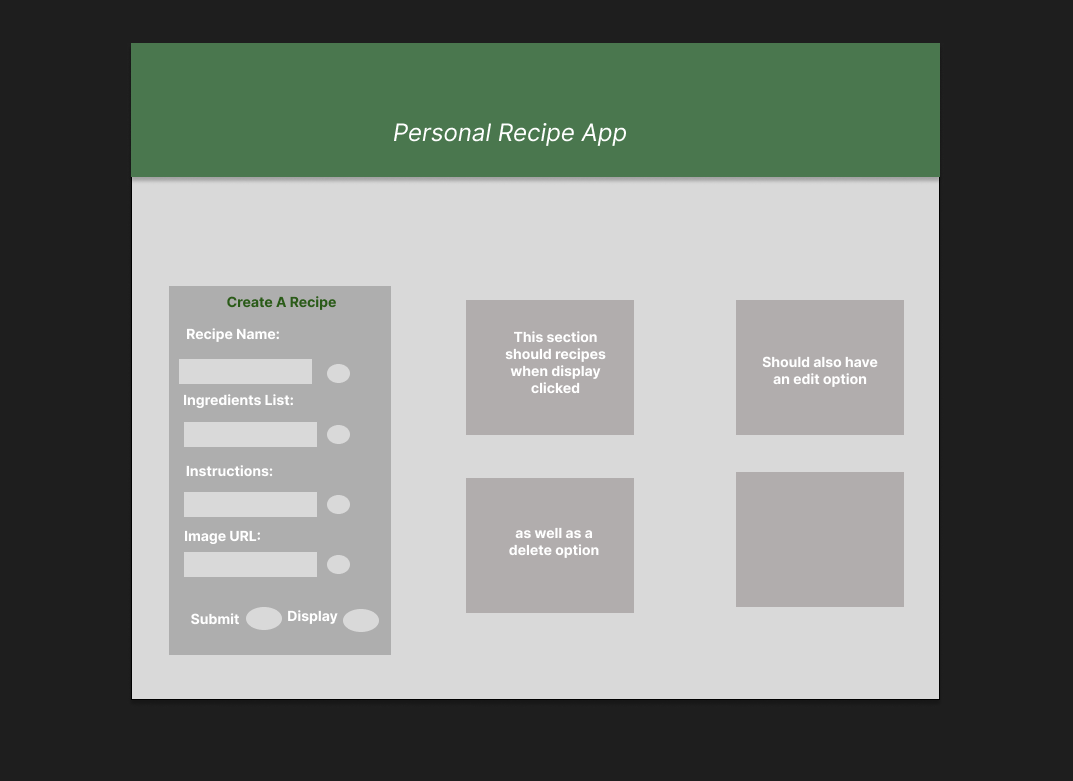 Personal Recipe App
Create A Recipe
Recipe Name:
Ingredients List:
Instructions:
Image URL:
Submit
Display
This section
should recipes
when display
clicked
Should also have
an edit option
as well as a
delete option